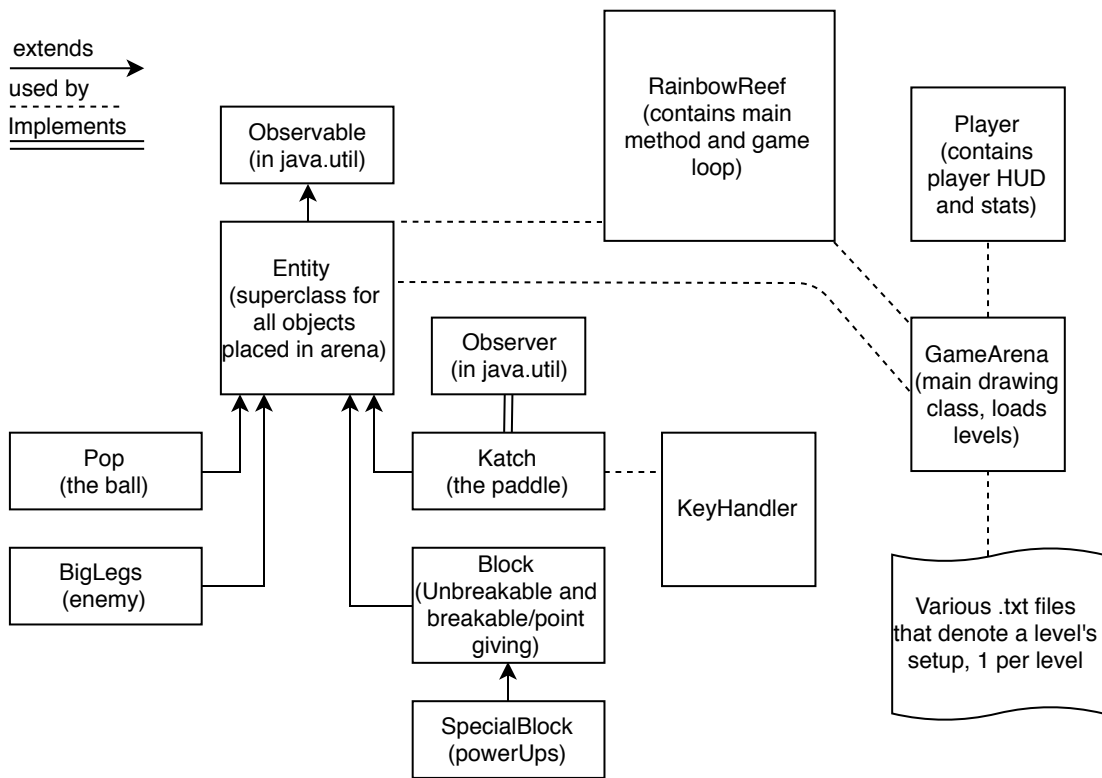 extends
used by
Implements
Observable
(in java.util)
RainbowReef
(contains main
method and game
loop)
Player
(contains
player HUD
and stats)
Entity
(superclass for
all objects
placed in arena)
Observer
(in java.util)
GameArena
(main drawing
class, loads
levels)
Pop
(the ball)
Katch
(the paddle)
KeyHandler
BigLegs
(enemy)
Block
(Unbreakable and
breakable/point
giving)
Various .txt files
that denote a level's
setup, 1 per level
SpecialBlock
(powerUps)